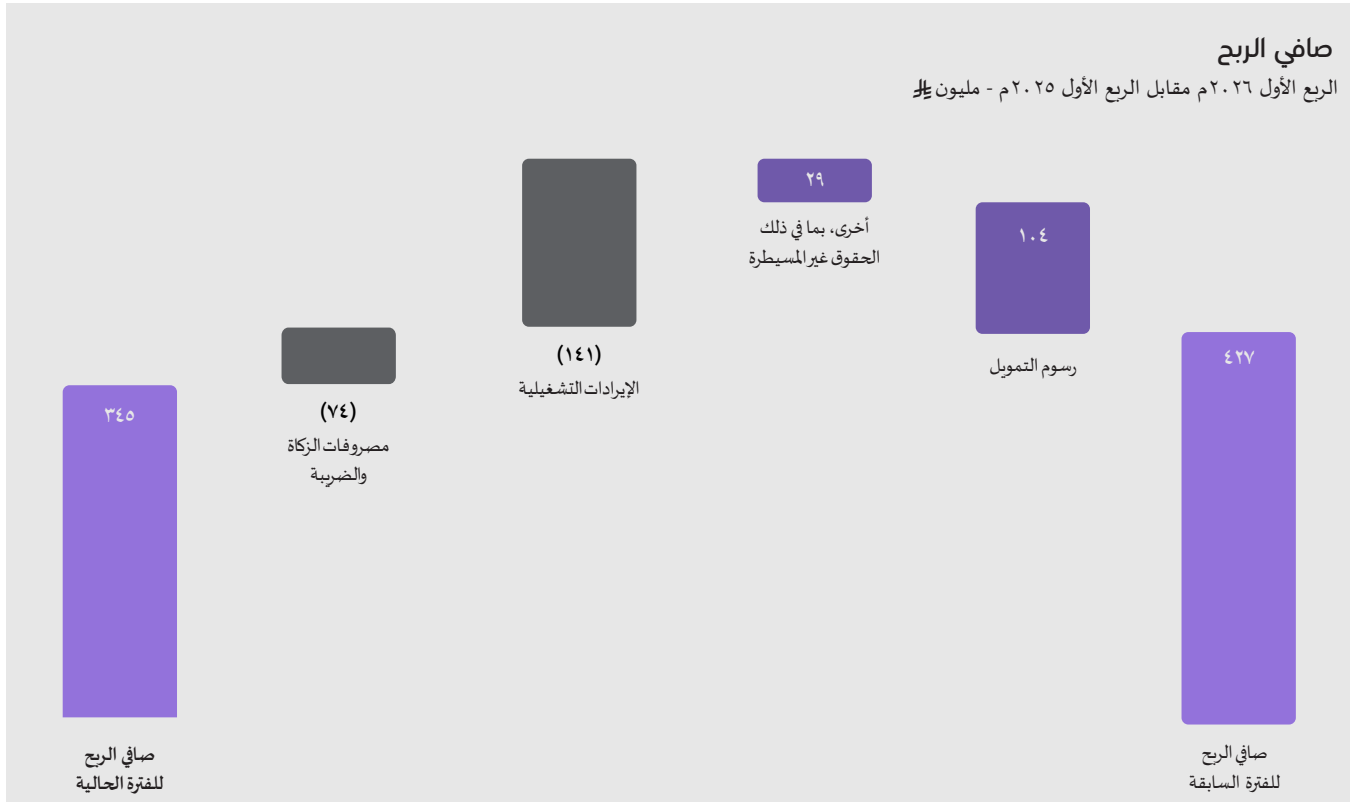 صافي الربح
الربع الأول ٢٠٢٦م مقابل الربع الأول ٢٠٢٥م - مليون ⃁
٤٢٧
صافي الربح
للفترة السابقة
١٠٤
رسوم التمويل
٢٩
أخرى، بما في ذلك
الحقوق غير المسيطرة
(١٤١)
الإيرادات التشغيلية
(٧٤)
مصروفات الزكاة
والضريبة
٣٤٥
صافي الربح
للفترة الحالية